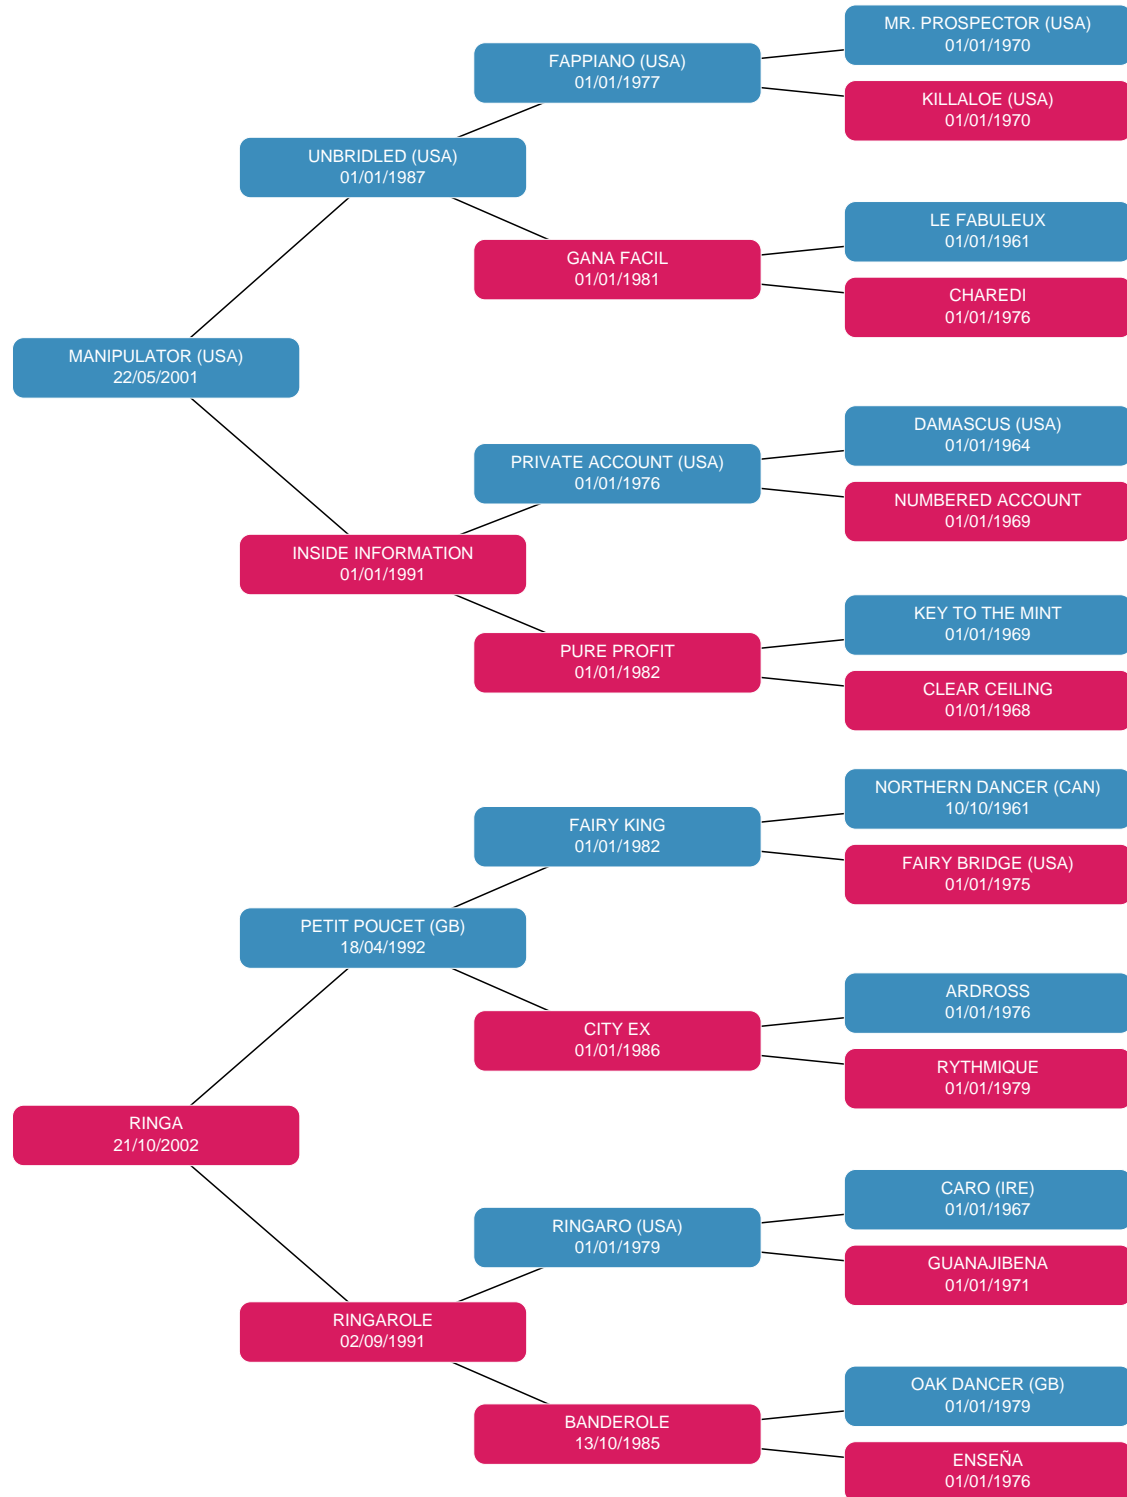 MR. PROSPECTOR (USA)
01/01/1970
FAPPIANO (USA)
01/01/1977
KILLALOE (USA)
01/01/1970
UNBRIDLED (USA)
01/01/1987
LE FABULEUX
01/01/1961
GANA FACIL
01/01/1981
CHAREDI
01/01/1976
MANIPULATOR (USA)
22/05/2001
DAMASCUS (USA)
01/01/1964
PRIVATE ACCOUNT (USA)
01/01/1976
NUMBERED ACCOUNT
01/01/1969
INSIDE INFORMATION
01/01/1991
KEY TO THE MINT
01/01/1969
PURE PROFIT
01/01/1982
CLEAR CEILING
01/01/1968
NORTHERN DANCER (CAN)
10/10/1961
FAIRY KING
01/01/1982
FAIRY BRIDGE (USA)
01/01/1975
PETIT POUCET (GB)
18/04/1992
ARDROSS
01/01/1976
CITY EX
01/01/1986
RYTHMIQUE
01/01/1979
RINGA
21/10/2002
CARO (IRE)
01/01/1967
RINGARO (USA)
01/01/1979
GUANAJIBENA
01/01/1971
RINGAROLE
02/09/1991
OAK DANCER (GB)
01/01/1979
BANDEROLE
13/10/1985
ENSEÑA
01/01/1976